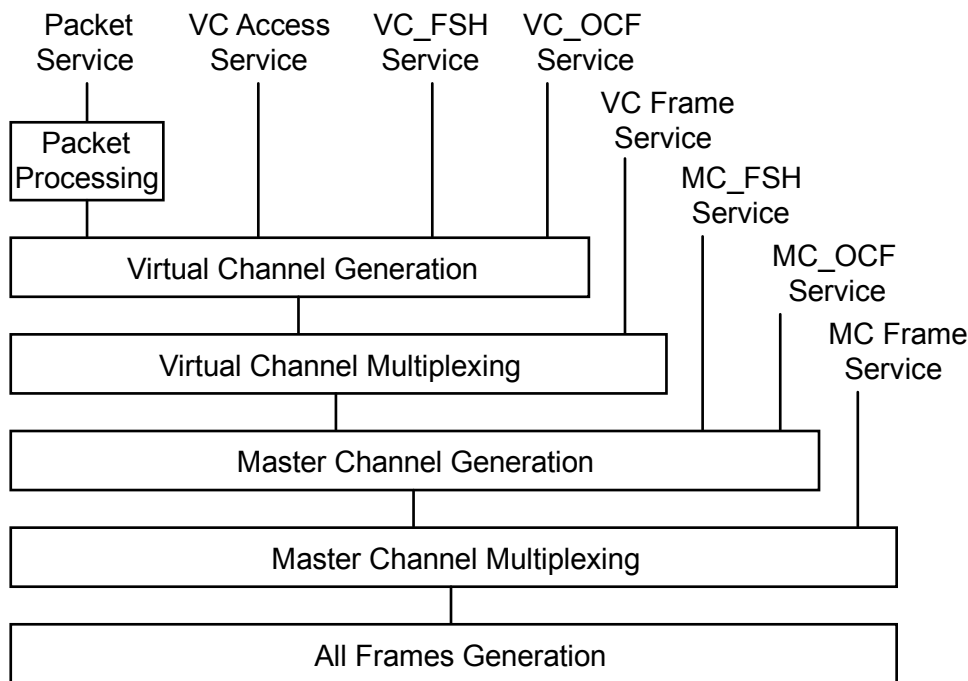 Packet
Service
VC Access
Service
VC_FSH
Service
VC_OCF
Service
VC Frame
Service
MC_FSH
Service
MC_OCF
Service
MC Frame
Service
Packet
Processing
Virtual Channel Generation
Virtual Channel Multiplexing
Master Channel Generation
Master Channel Multiplexing
All Frames Generation